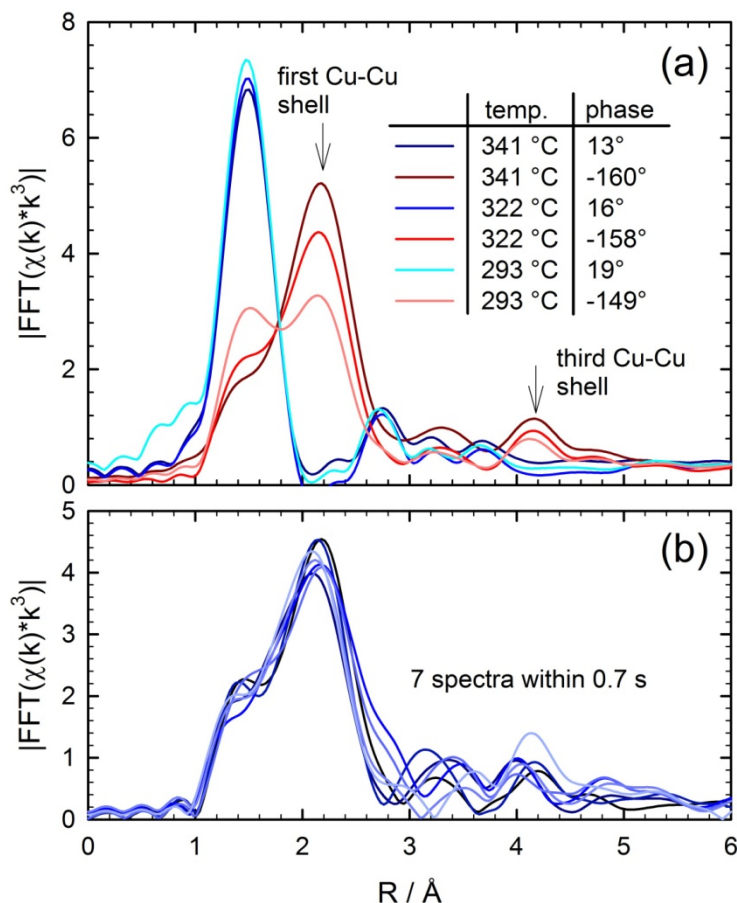 (a)
first Cu-Cu
shell
temp. phase
341 °C 13°
341 °C -160°
322 °C 16°
322 °C -158°
293 °C 19°
293 °C -149°
third Cu-Cu
shell
|FFT(χ(k)*k³)|
8
6
4
2
0
(b)
7 spectra within 0.7 s
|FFT(χ(k)*k³)|
5
4
3
2
1
0
0 1 2 3 4 5 6
R / Å